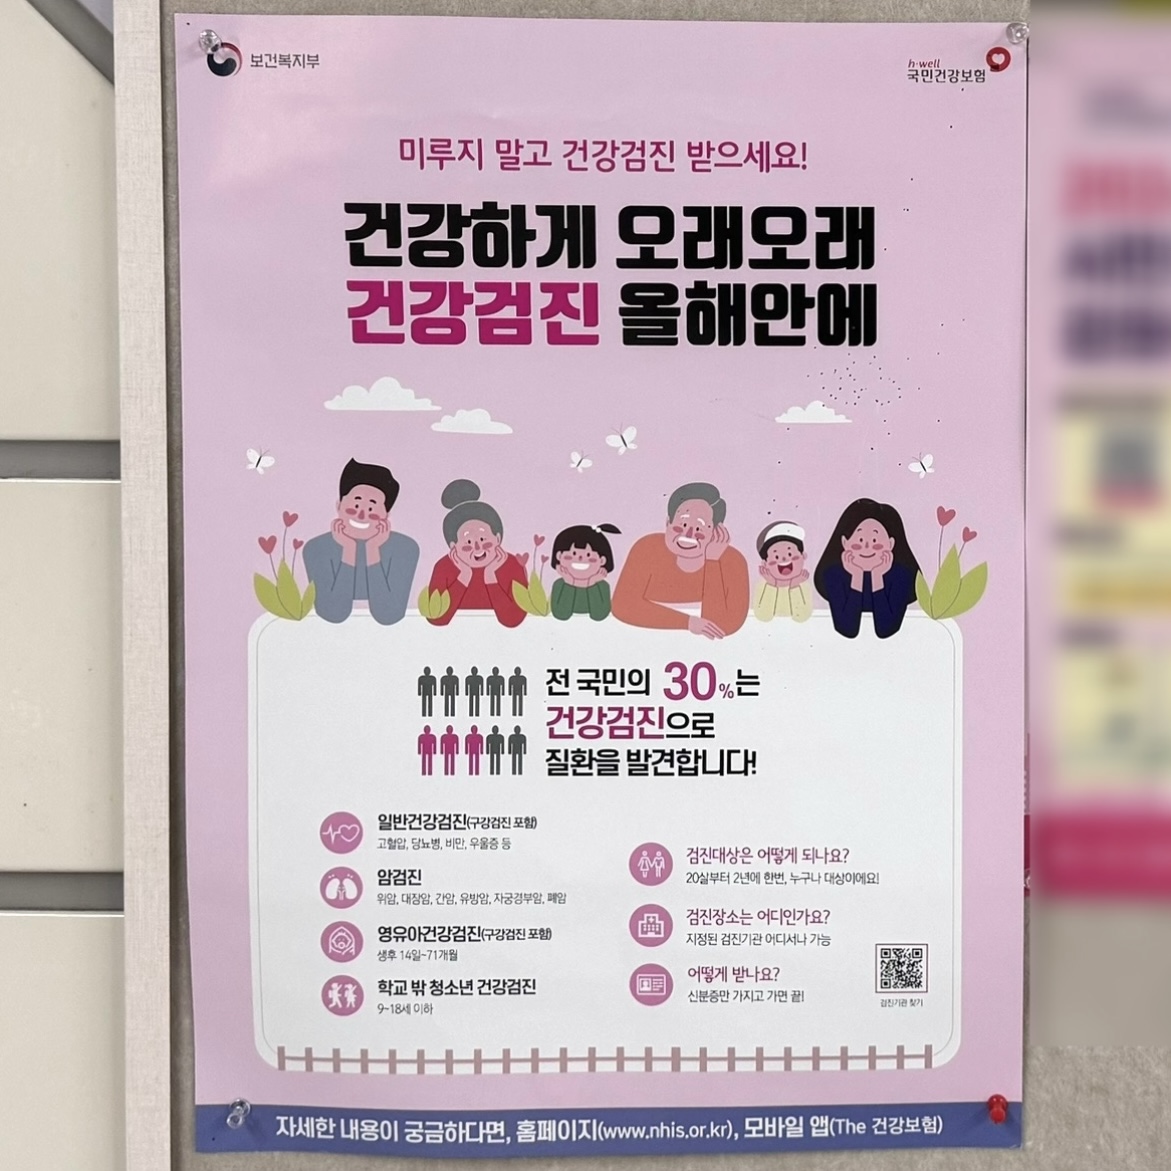 보건복지부
h·well
국민건강보험
미루지 말고 건강검진 받으세요!
건강하게 오래오래
건강검진 올해안에
전 국민의 30%는
건강검진으로
질환을 발견합니다!
일반건강검진(구강검진 포함)
고혈압, 당뇨병, 비만, 우울증 등
암검진
위암, 대장암, 간암, 유방암, 자궁경부암, 폐암
영유아건강검진(구강검진 포함)
생후 14일~71개월
학교 밖 청소년 건강검진
9~18세 이하
검진대상은 어떻게 되나요?
20살부터 2년에 한번, 누구나 대상이에요!
검진장소는 어디인가요?
지정된 검진기관 어디서나 가능
어떻게 받나요?
신분증만 가지고 가면 끝!
검진기관 찾기
자세한 내용이 궁금하다면, 홈페이지(www.nhis.or.kr), 모바일 앱(The 건강보험)